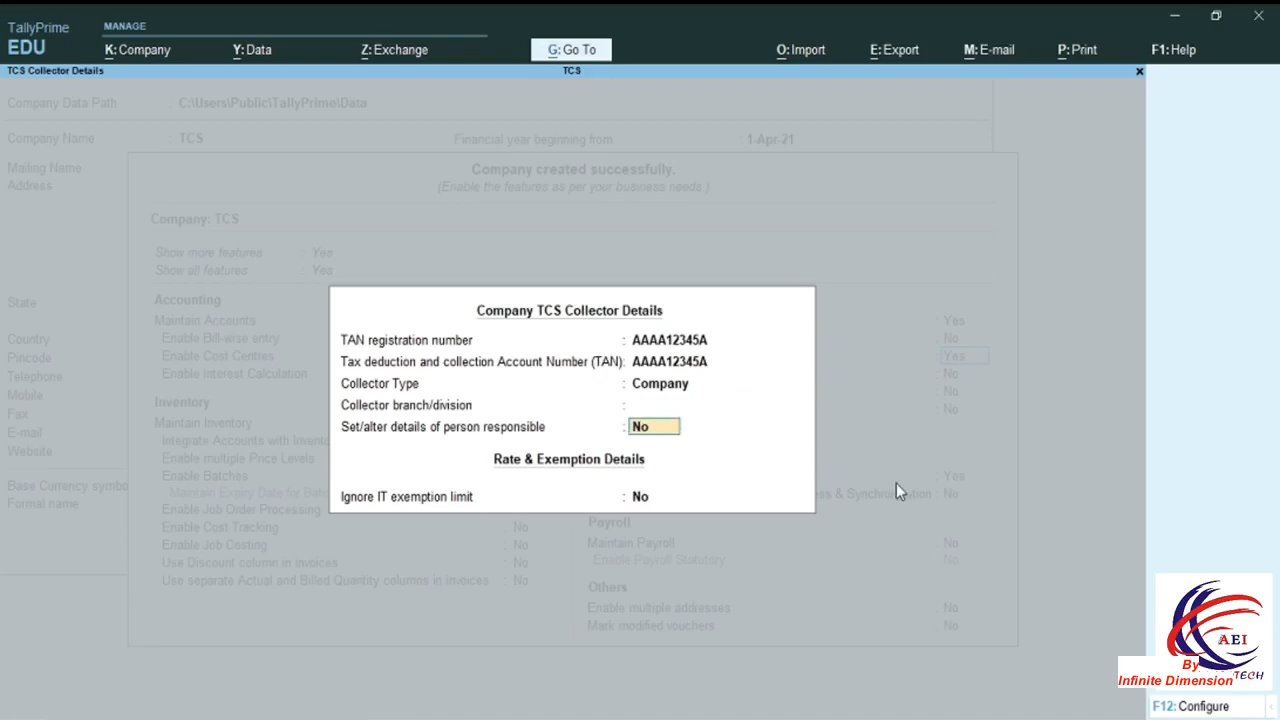 TallyPrime
EDU
MANAGE
K: Company
Y: Data
Z: Exchange
G: Go To
O: Import
E: Export
M: E-mail
P: Print
F1: Help
TCS Collector Details
TCS
Company Data Path : C:\Users\Public\TallyPrime\Data
Company Name : TCS
Financial year beginning from 1-Apr-21
Mailing Name
Address
Company created successfully.
(Enable the features as per your business needs.)
Company: TCS
Show more features : Yes
Show all features : Yes
State
Country
Pincode
Telephone
Mobile
Fax
E-mail
Website
Base Currency symbo
Formal name
Accounting
Maintain Accounts
Enable Bill-wise entry
Enable Cost Centres
Enable Interest Calculation
Inventory
Maintain Inventory
Integrate Accounts with Invent
Enable multiple Price Levels
Enable Batches
Maintain Expiry Date for Bat
Enable Job Order Processing
Enable Cost Tracking : No
Enable Job Costing : No
Use Discount column in invoices : No
Use separate Actual and Billed Quantity columns in invoices : No
Company TCS Collector Details
TAN registration number : AAAA12345A
Tax deduction and collection Account Number (TAN): AAAA12345A
Collector Type : Company
Collector branch/division :
Set/alter details of person responsible : No
Rate & Exemption Details
Ignore IT exemption limit : No
: Yes
: No
: Yes
: No
: No
: No
: Yes
& Synchronization : No
Payroll
Maintain Payroll : No
Enable Payroll Statutory : No
Others
Enable multiple addresses : No
Mark modified vouchers : No
AEI
TECH
By
Infinite Dimension
F12: Configure